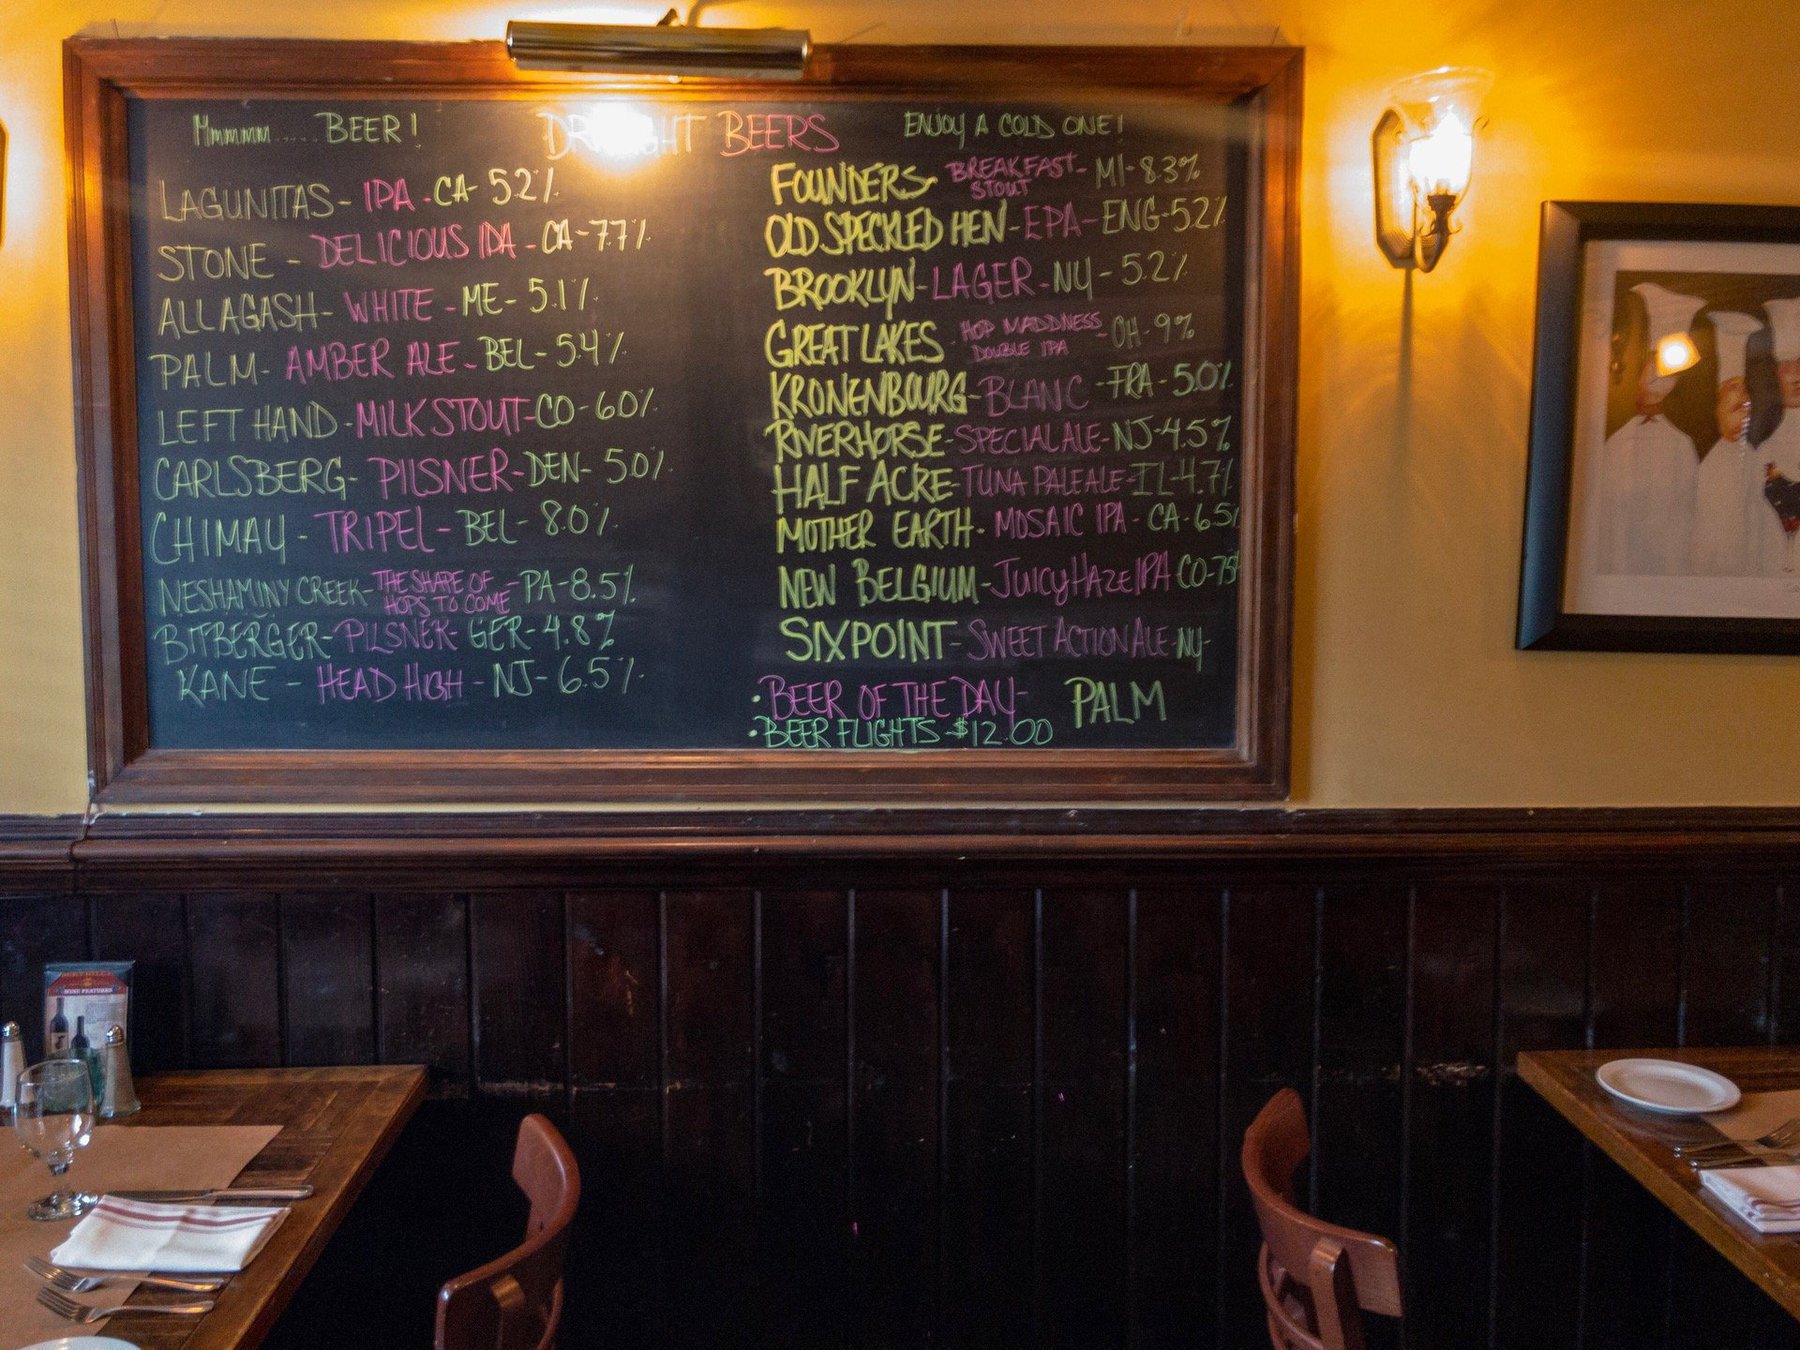 Mmmmm..... BEER!
DRAUGHT BEERS
ENJOY A COLD ONE!
LAGUNITAS - IPA - CA - 5.2%
STONE - DELICIOUS IPA - CA - 7.7%
ALLAGASH - WHITE - ME - 5.1%
PALM - AMBER ALE - BEL - 5.4%
LEFT HAND - MILK STOUT - CO - 6.0%
CARLSBERG - PILSNER - DEN - 5.0%
CHIMAY - TRIPEL - BEL - 8.0%
NESHAMINY CREEK - THE SHAPE OF HOPS TO COME - PA - 8.5%
BITBERGER - PILSNER - GER - 4.8%
KANE - HEAD HIGH - NJ - 6.5%
FOUNDERS - BREAKFAST STOUT - MI - 8.3%
OLD SPECKLED HEN - EPA - ENG - 5.2%
BROOKLYN - LAGER - NY - 5.2%
GREAT LAKES - HOP MADDNESS DOUBLE IPA - OH - 9%
KRONENBOURG - BLANC - FRA - 5.0%
RIVERHORSE - SPECIAL ALE - NJ - 4.5%
HALF ACRE - TUNA PALE ALE - IL - 4.7%
MOTHER EARTH - MOSAIC IPA - CA - 6.5%
NEW BELGIUM - JUICY HAZE IPA CO - 7.5%
SIXPOINT - SWEET ACTION ALE - NY -
• BEER OF THE DAY - PALM
• BEER FLIGHTS - $12.00
WINE FEATURES